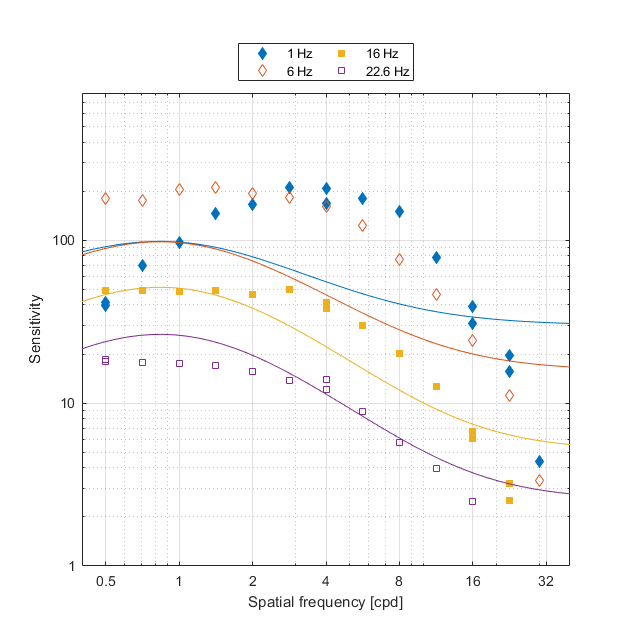 1 Hz 16 Hz
6 Hz 22.6 Hz
100
10
1
Sensitivity
0.5 1 2 4 8 16 32
Spatial frequency [cpd]